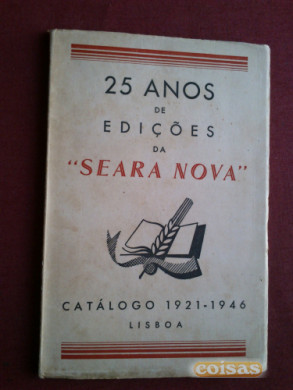 25 ANOS
DE
EDIÇÕES
DA
"SEARA NOVA"
CATÁLOGO 1921-1946
LISBOA
coisas